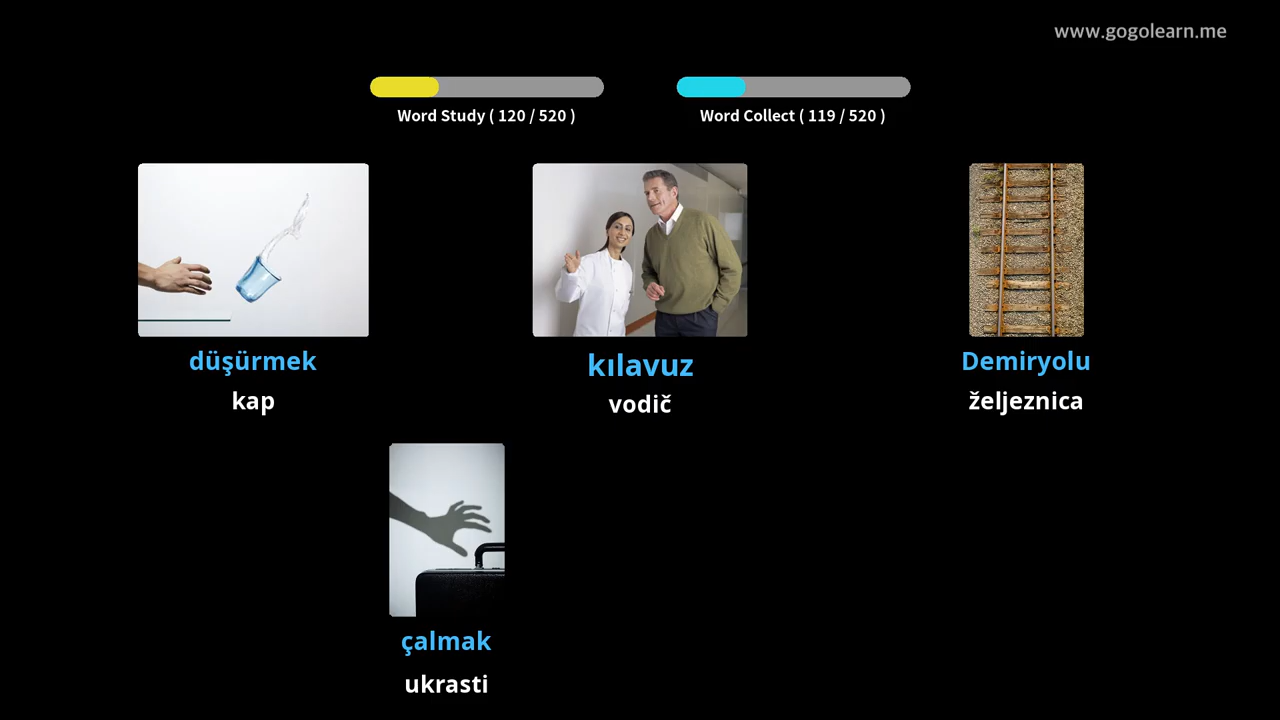 www.gogolearn.me
Word Study ( 120 / 520 )
Word Collect ( 119 / 520 )
düşürmek
kap
kılavuz
vodič
Demiryolu
željeznica
çalmak
ukrasti